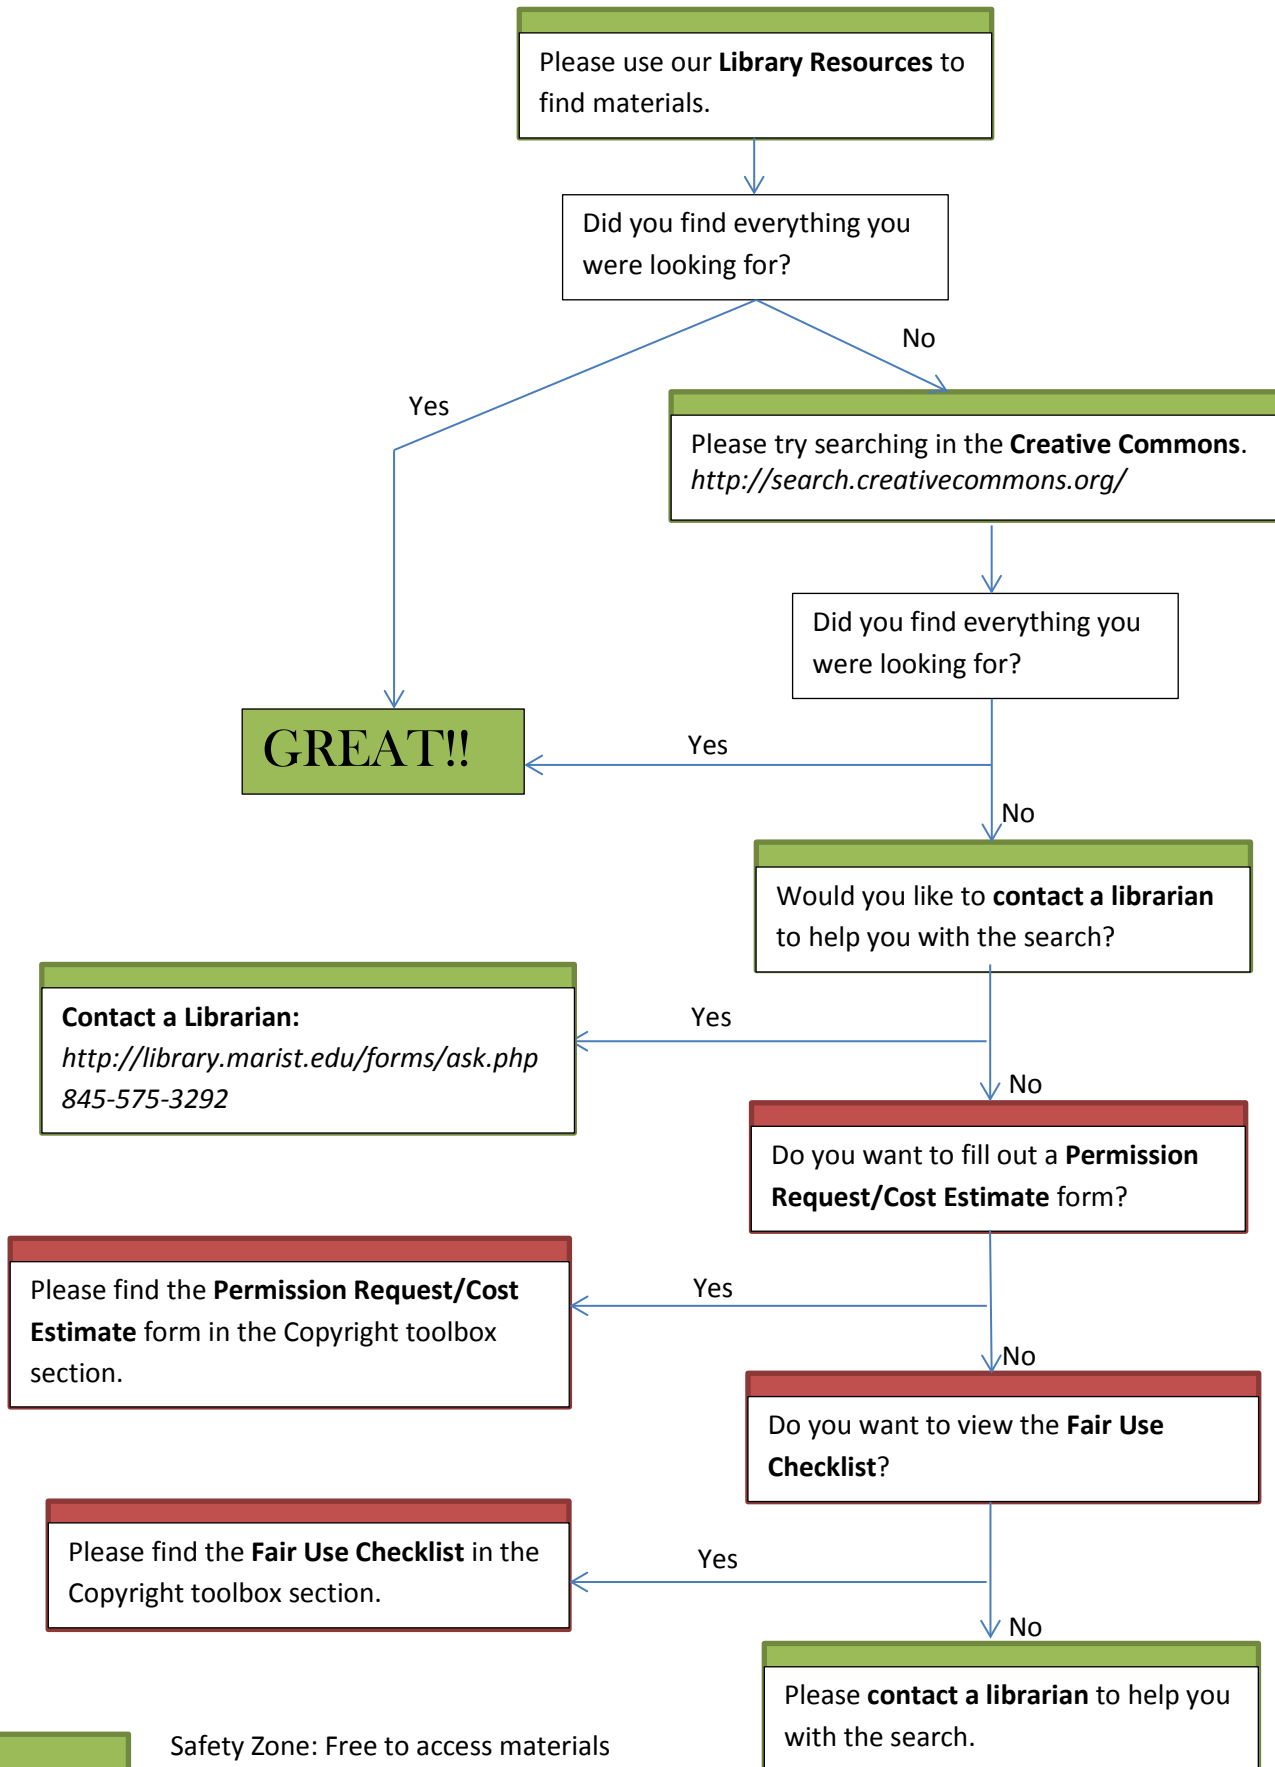 Please use our Library Resources to
find materials.
Did you find everything you
were looking for?
No
Yes
Please try searching in the Creative Commons.
http://search.creativecommons.org/
Did you find everything you
were looking for?
GREAT!!
Yes
No
Would you like to contact a librarian
to help you with the search?
Contact a Librarian:
http://library.marist.edu/forms/ask.php
845-575-3292
Yes
No
Do you want to fill out a Permission
Request/Cost Estimate form?
Please find the Permission Request/Cost
Estimate form in the Copyright toolbox
section.
Yes
No
Do you want to view the Fair Use
Checklist?
Please find the Fair Use Checklist in the
Copyright toolbox section.
Yes
No
Please contact a librarian to help you
with the search.
Safety Zone: Free to access materials